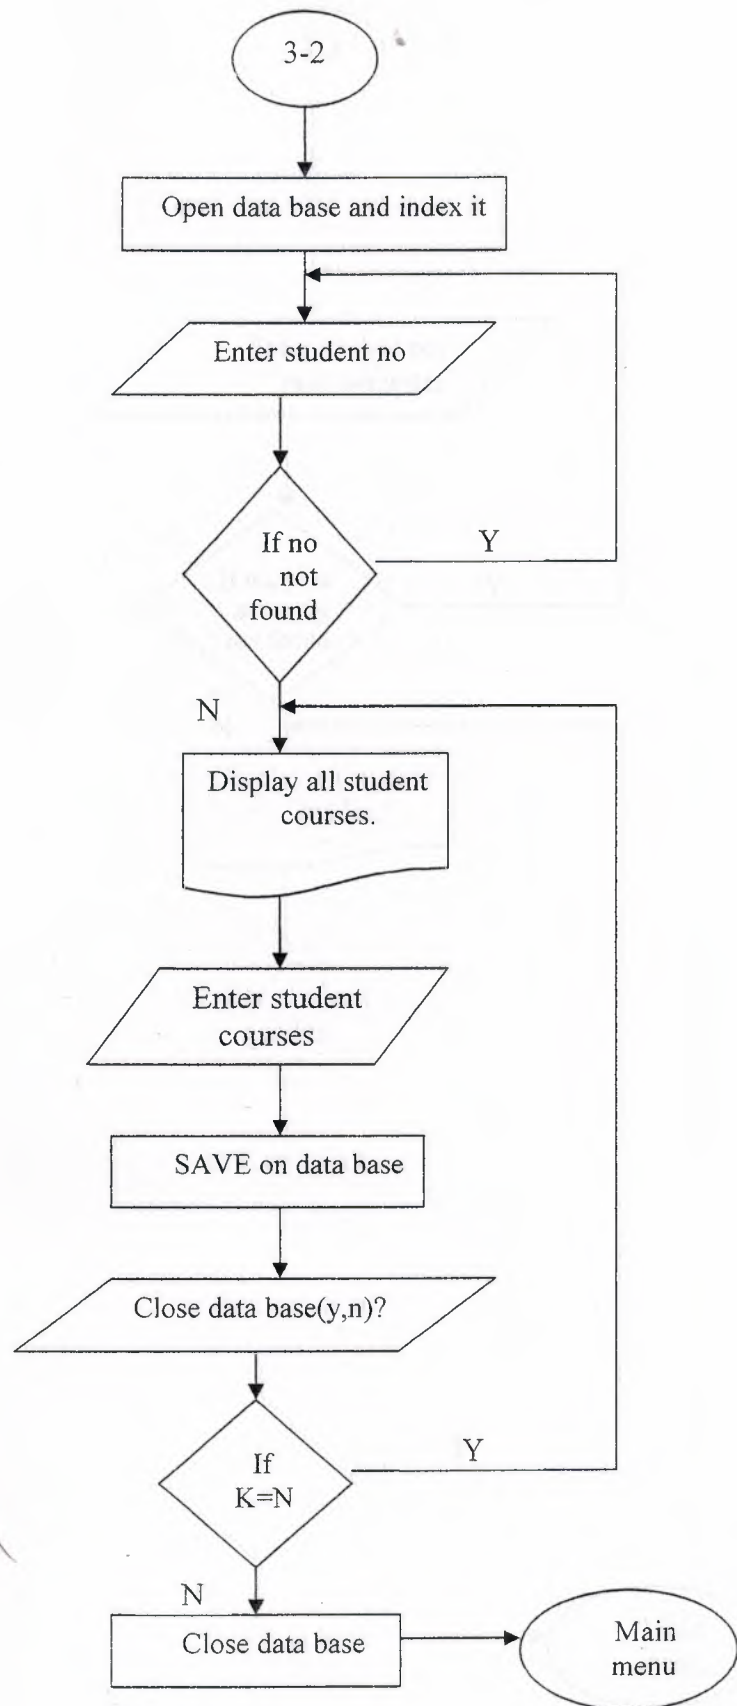 3-2
Open data base and index it
Enter student no
If no
not
found
Y
N
Display all student
courses.
Enter student
courses
SAVE on data base
Close data base(y,n)?
If
K=N
Y
N
Close data base
Main
menu